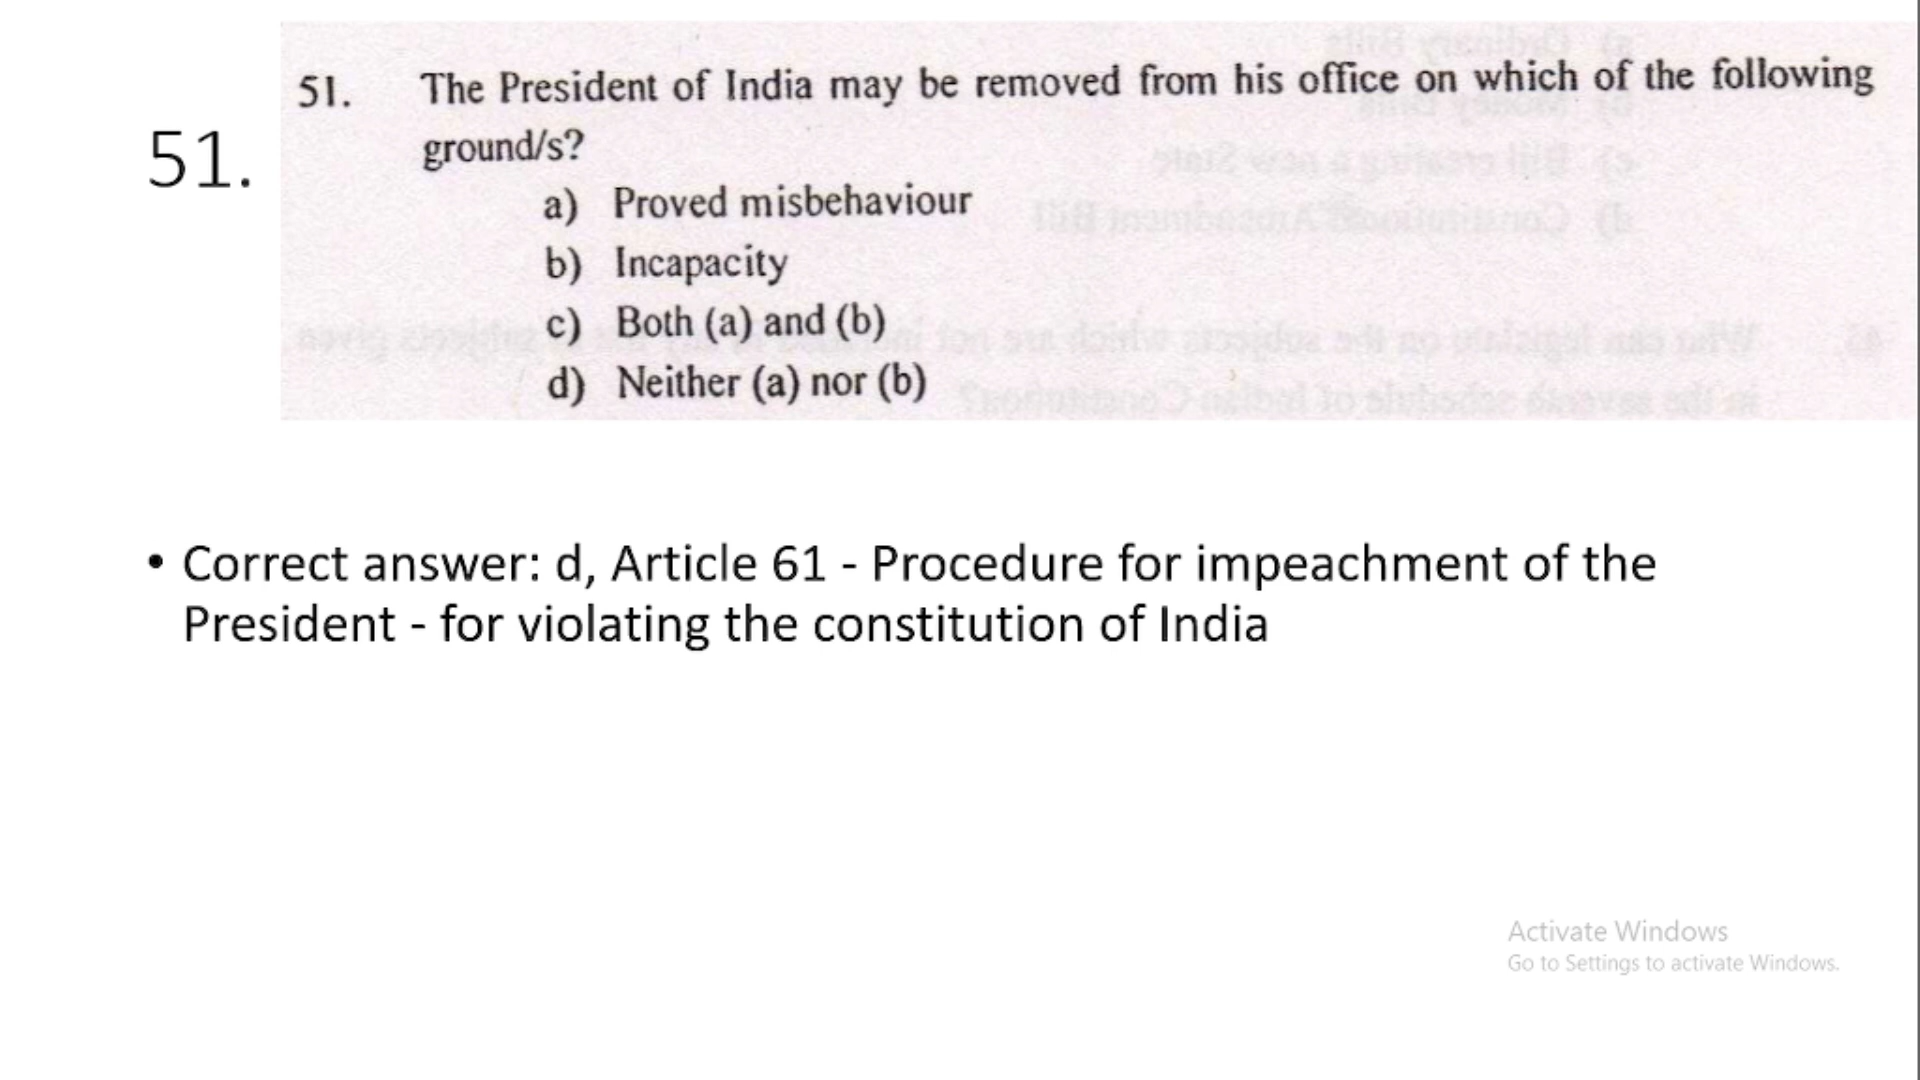 51.
51. The President of India may be removed from his office on which of the following
ground/s?
a) Proved misbehaviour
b) Incapacity
c) Both (a) and (b)
d) Neither (a) nor (b)
• Correct answer: d, Article 61 - Procedure for impeachment of the
President - for violating the constitution of India
Activate Windows
Go to Settings to activate Windows.